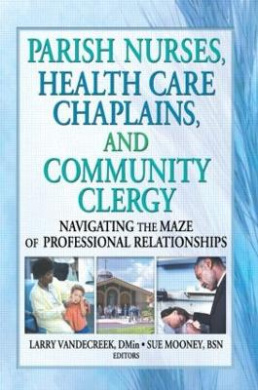 PARISH NURSES,
HEALTH CARE
CHAPLAINS,
AND
COMMUNITY
CLERGY
NAVIGATING THE MAZE
OF PROFESSIONAL RELATIONSHIPS
LARRY VANDECREEK, DMin • SUE MOONEY, BSN
EDITORS